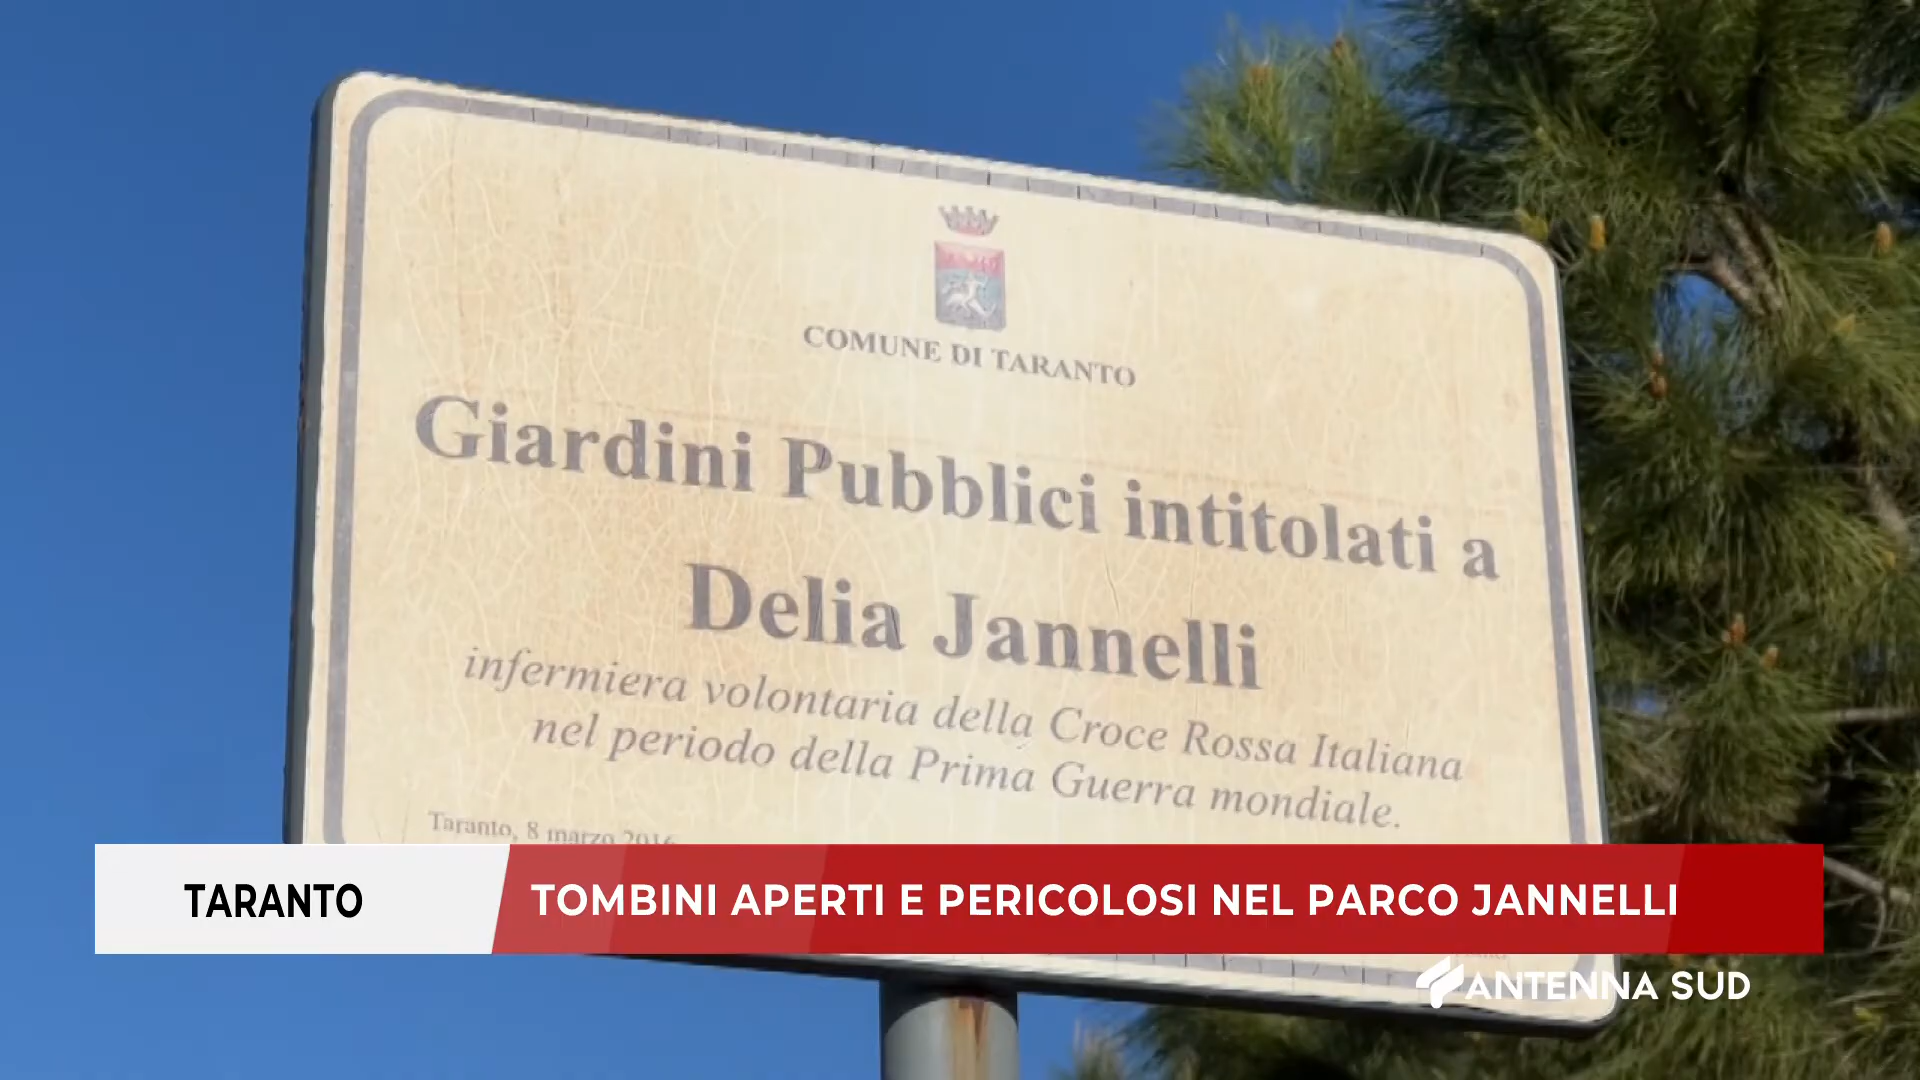 COMUNE DI TARANTO
Giardini Pubblici intitolati a
Delia Jannelli
infermiera volontaria della Croce Rossa Italiana
nel periodo della Prima Guerra mondiale.
Taranto, 8 marzo 2016
TARANTO
TOMBINI APERTI E PERICOLOSI NEL PARCO JANNELLI
ANTENNA SUD